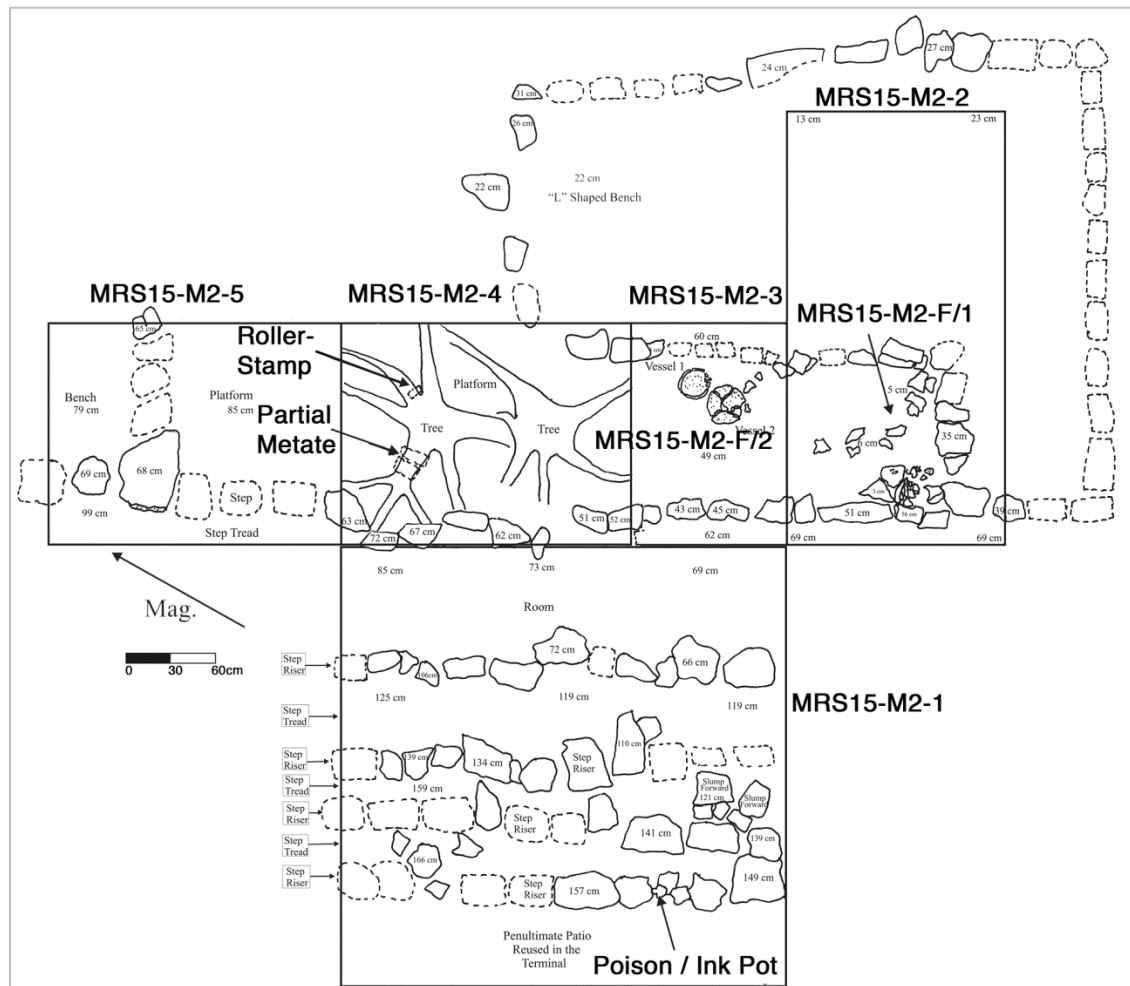 27 cm
24 cm
31 cm
MRS15-M2-2
13 cm
23 cm
26 cm
22 cm
22 cm
“L” Shaped Bench
MRS15-M2-5
MRS15-M2-4
MRS15-M2-3
MRS15-M2-F/1
65 cm
Roller-
Stamp
60 cm
Vessel 1
Bench
79 cm
Platform
85 cm
Platform
5 cm
Partial
Metate
Tree
Tree
Vessel 2
MRS15-M2-F/2
49 cm
6 cm
35 cm
69 cm
68 cm
3 cm
99 cm
Step
Step Tread
63 cm
72 cm
67 cm
62 cm
51 cm
52 cm
43 cm
45 cm
51 cm
56 cm
39 cm
62 cm
69 cm
69 cm
85 cm
73 cm
69 cm
Mag.
Room
0 30 60cm
Step
Riser
72 cm
66 cm
106cm
125 cm
119 cm
119 cm
MRS15-M2-1
Step
Tread
110 cm
Step
Riser
139 cm
134 cm
Step
Riser
Step
Tread
159 cm
Slump
Forward
121 cm
Slump
Forward
Step
Riser
Step
Riser
141 cm
139 cm
Step
Tread
166 cm
Step
Riser
Step
Riser
157 cm
149 cm
Penultimate Patio
Reused in the
Terminal
Poison / Ink Pot